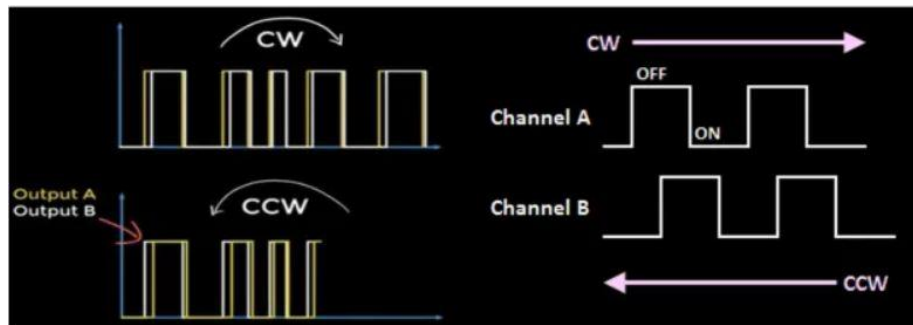 CW
Output A
Output B
CCW
CW
OFF
Channel A
ON
Channel B
CCW